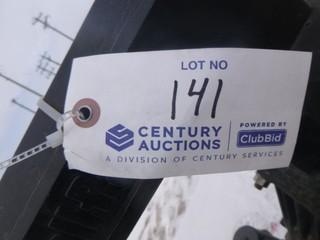 LOT NO
141
CENTURY
AUCTIONS
POWERED BY
ClubBid
A DIVISION OF CENTURY SERVICES